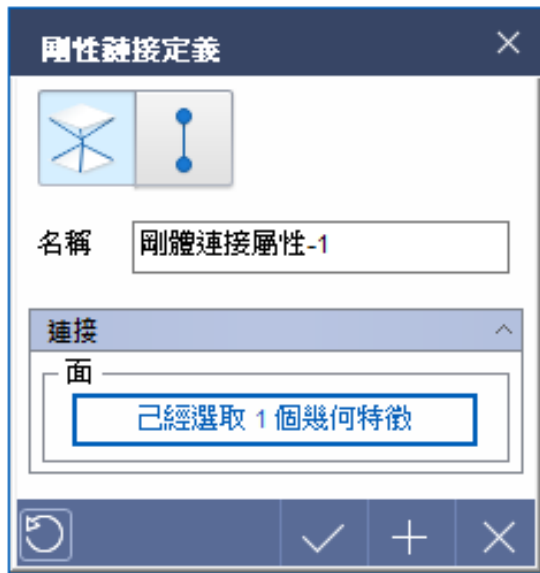 剛性鏈接定義
名稱 剛體連接屬性-1
連接
面
已經選取 1 個幾何特徵